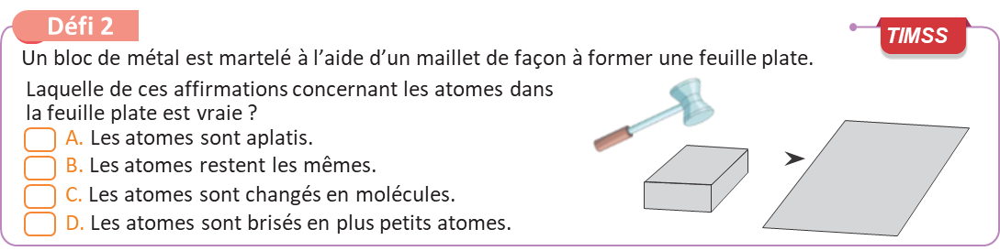 Défi 2
TIMSS
Un bloc de métal est martelé à l’aide d’un maillet de façon à former une feuille plate.
Laquelle de ces affirmations concernant les atomes dans
la feuille plate est vraie ?
A. Les atomes sont aplatis.
B. Les atomes restent les mêmes.
C. Les atomes sont changés en molécules.
D. Les atomes sont brisés en plus petits atomes.